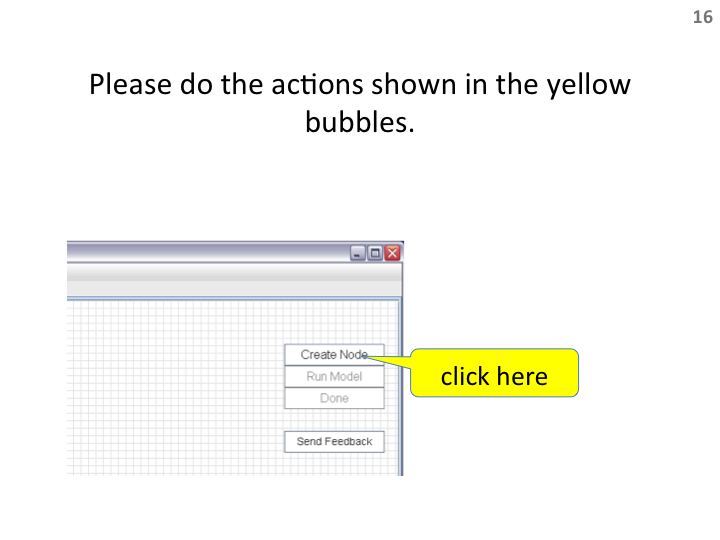 16
Please do the actions shown in the yellow
bubbles.
Create Node
Run Model
Done
Send Feedback
click here